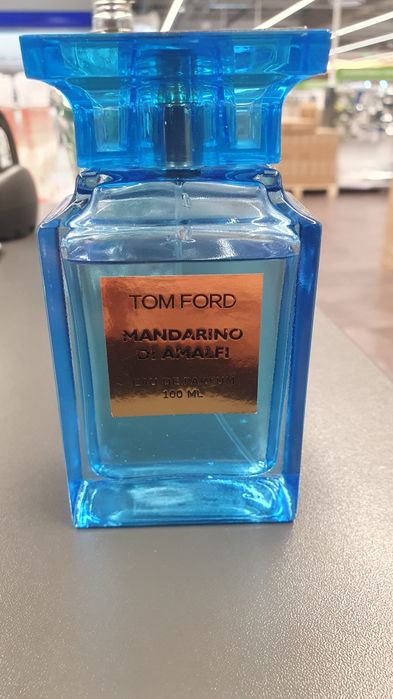 TOM FORD
MANDARINO
DI AMALFI
EAU DE PARFUM
100 ML